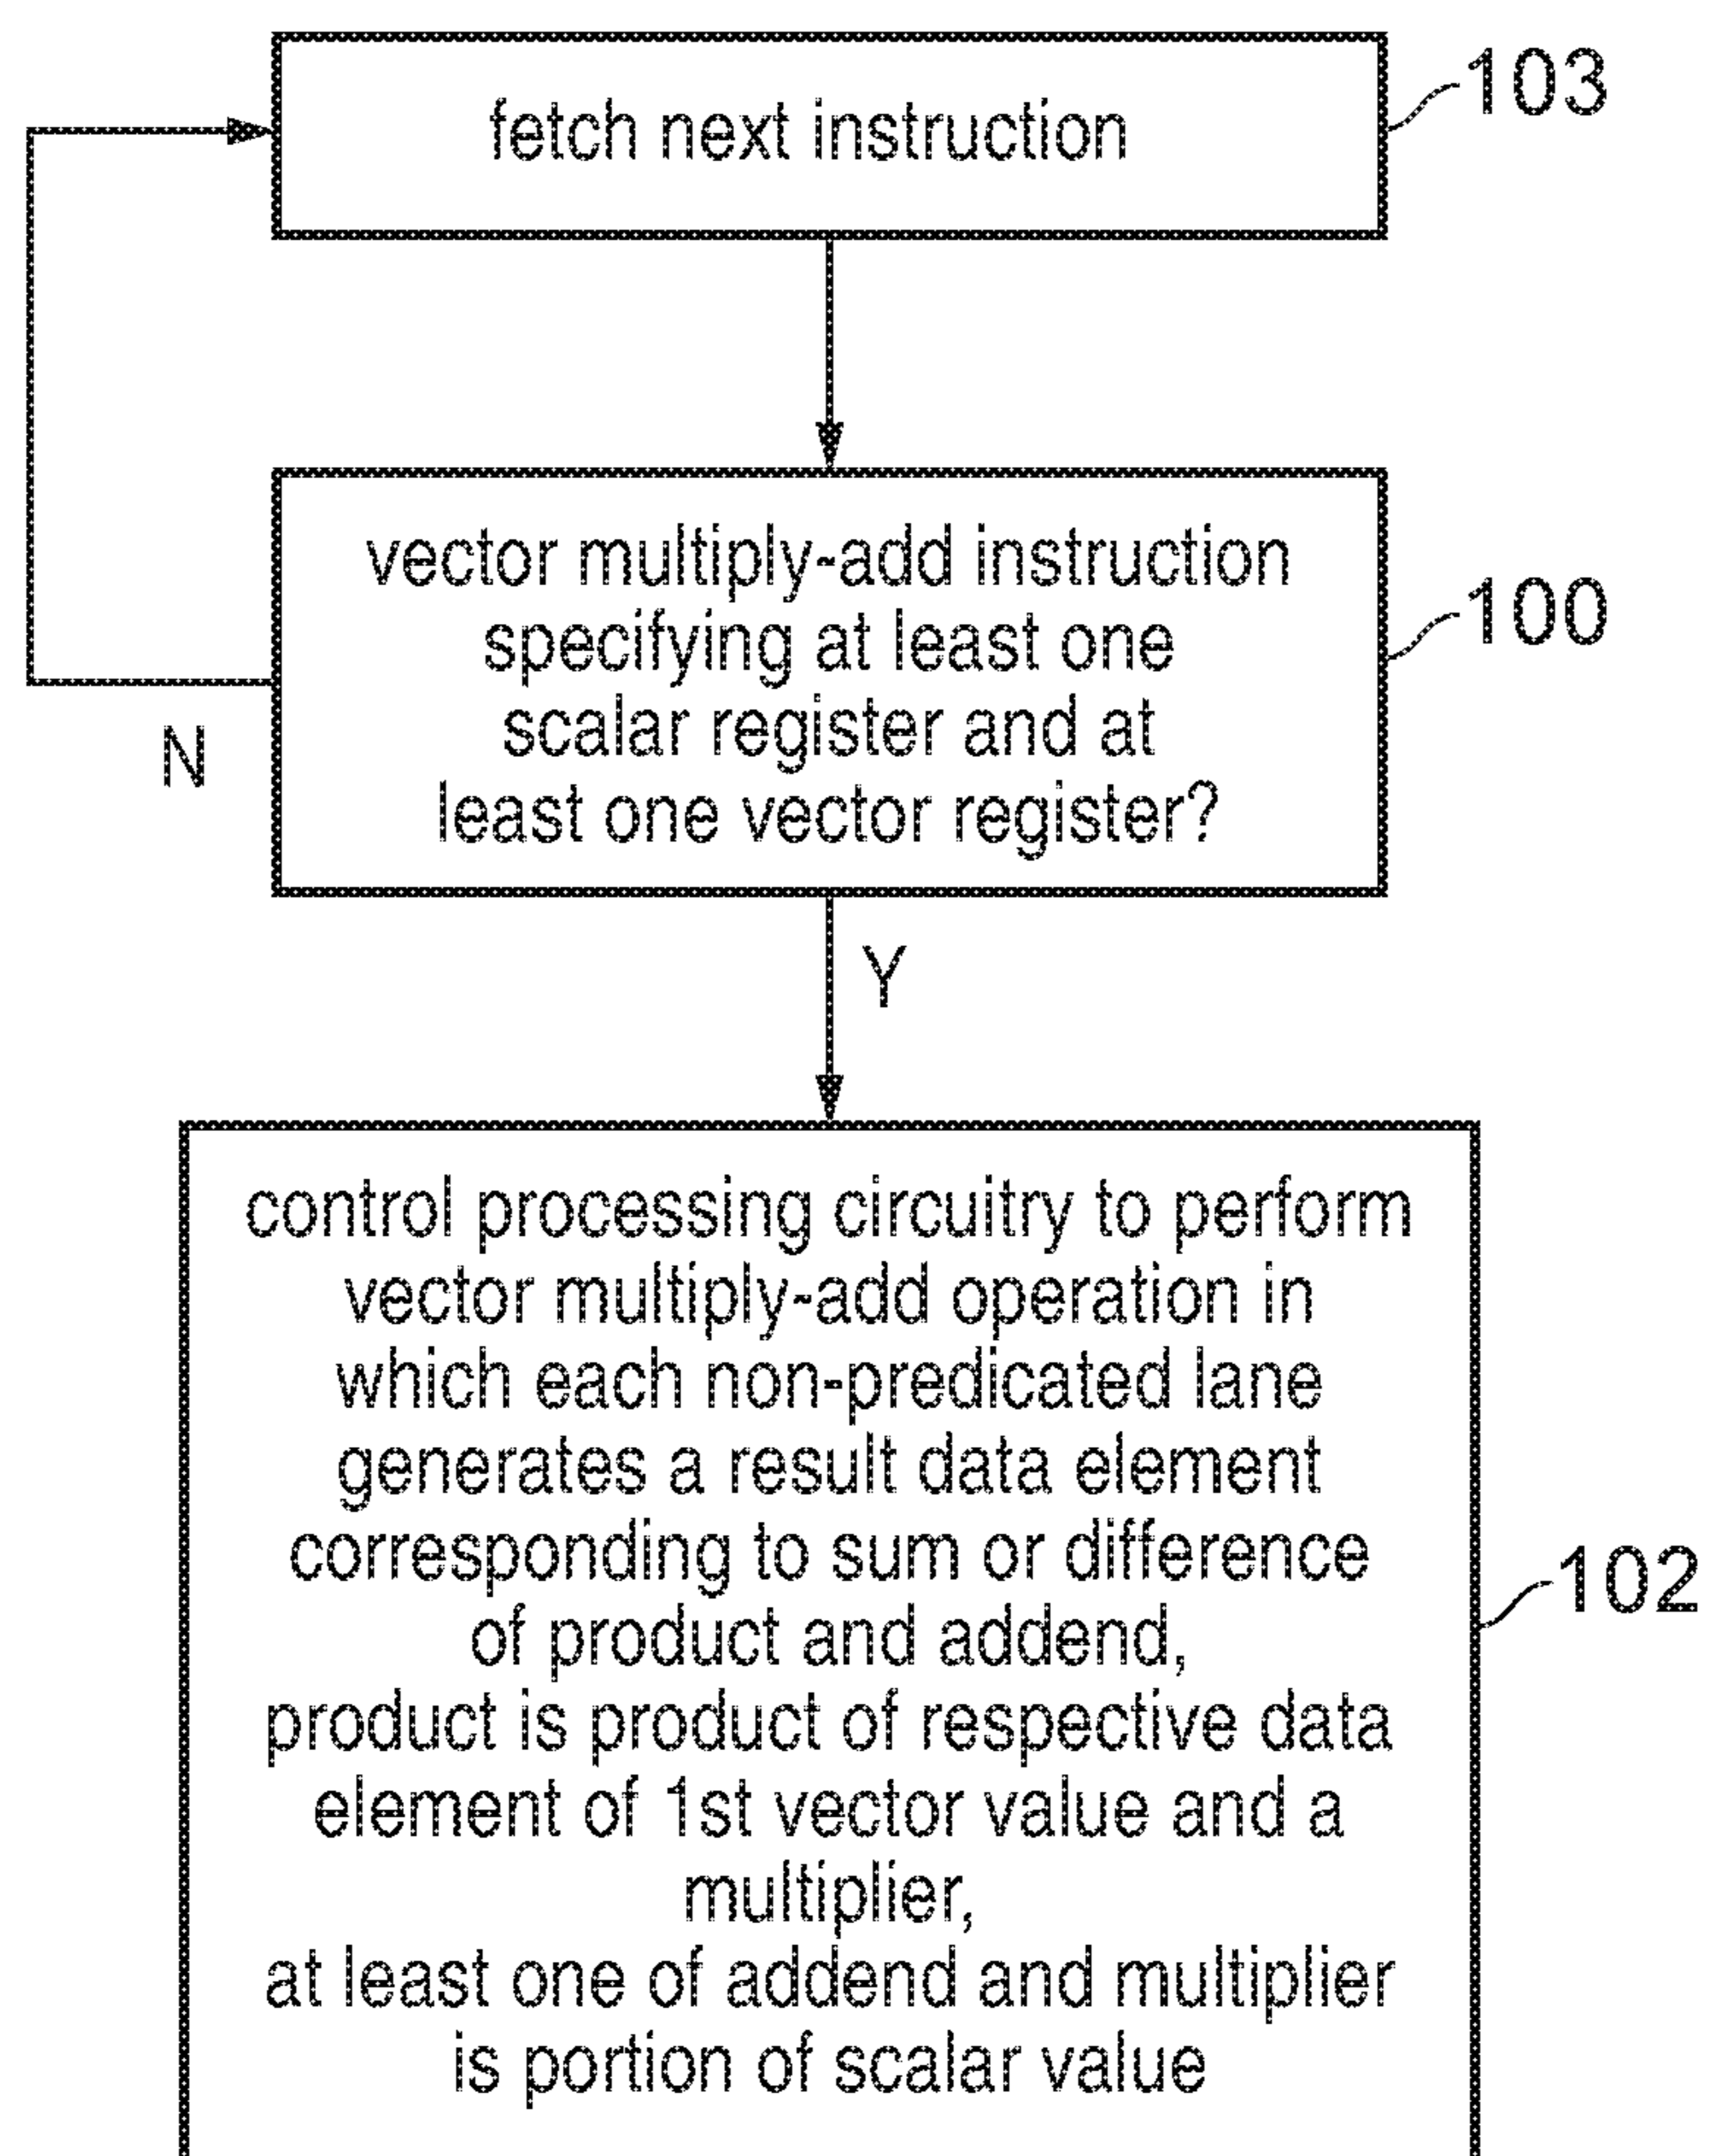 fetch next instruction
103
vector multiply-add instruction
specifying at least one
scalar register and at
least one vector register?
100
N
Y
control processing circuitry to perform
vector multiply-add operation in
which each non-predicated lane
generates a result data element
corresponding to sum or difference
of product and addend,
product is product of respective data
element of 1st vector value and a
multiplier,
at least one of addend and multiplier
is portion of scalar value
102